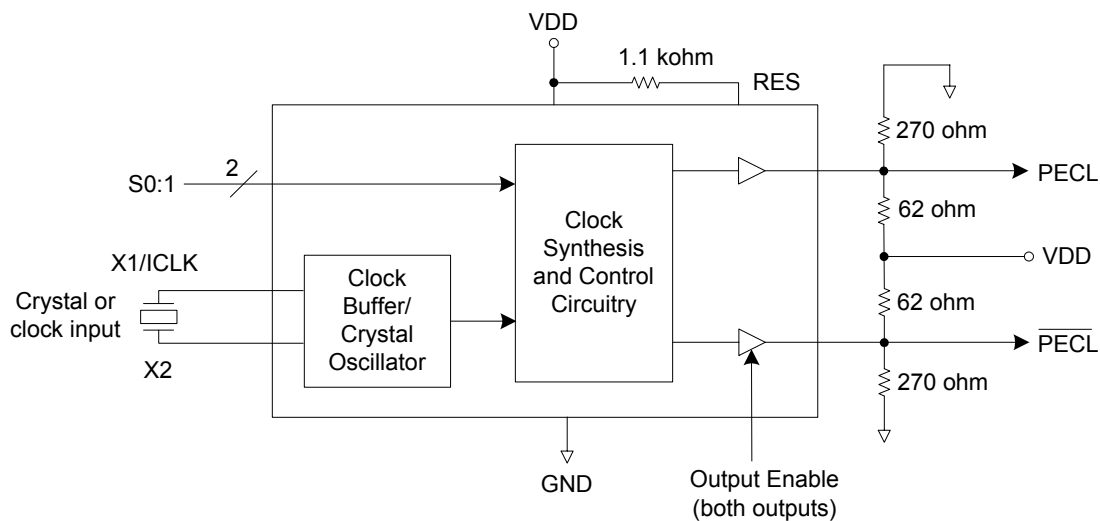 VDD
1.1 kohm
RES
270 ohm
2
S0:1
PECL
62 ohm
Clock
Synthesis
and Control
Circuitry
VDD
X1/ICLK
Crystal or
clock input
X2
Clock
Buffer/
Crystal
Oscillator
62 ohm
PECL
270 ohm
GND
Output Enable
(both outputs)